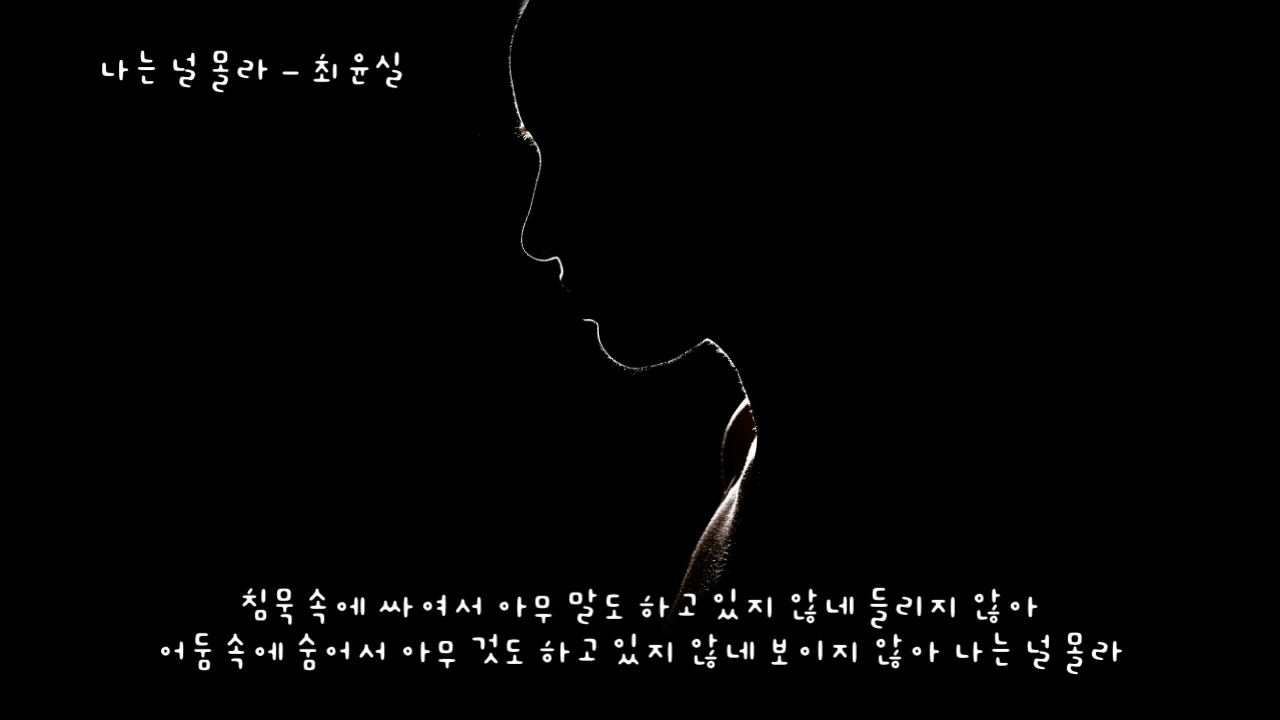 나는 널 몰라 - 최윤실
침묵 속에 싸여서 아무 말도 하고 있지 않네 들리지 않아
어둠 속에 숨어서 아무 것도 하고 있지 않네 보이지 않아 나는 널 몰라